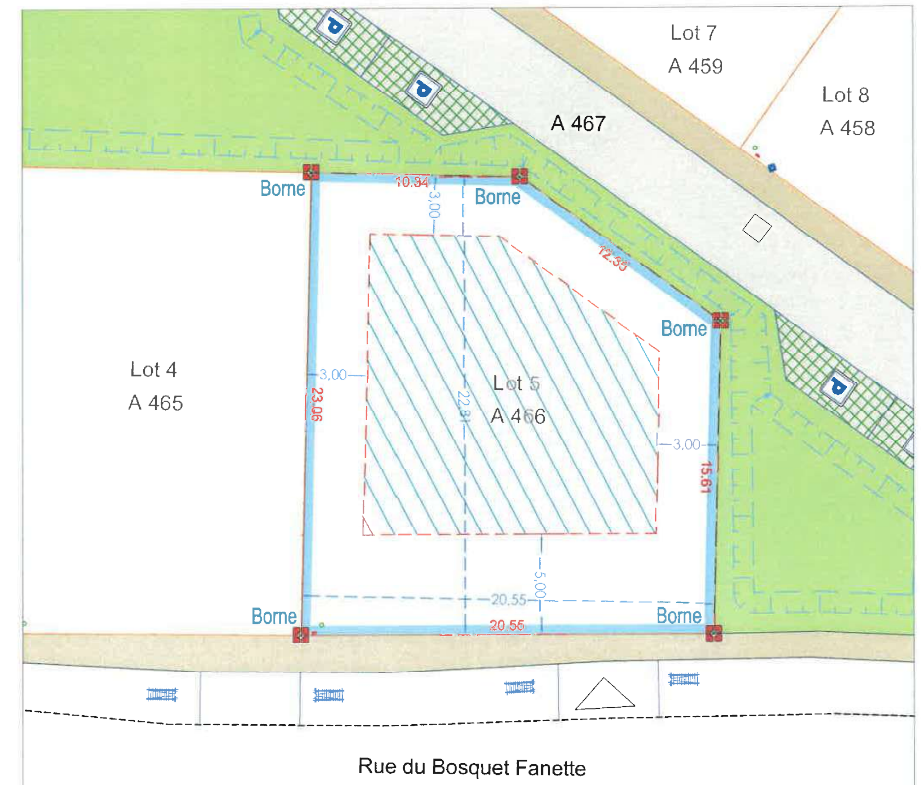 Lot 7
A 459
Lot 8
A 458
A 467
P
P
Borne
10.34
Borne
3,00
12.35
Borne
Lot 4
A 465
3,00
23.06
22.81
Lot 5
A 466
3,00
15.61
P
5,00
20.55
Borne
20.55
Borne
Rue du Bosquet Fanette